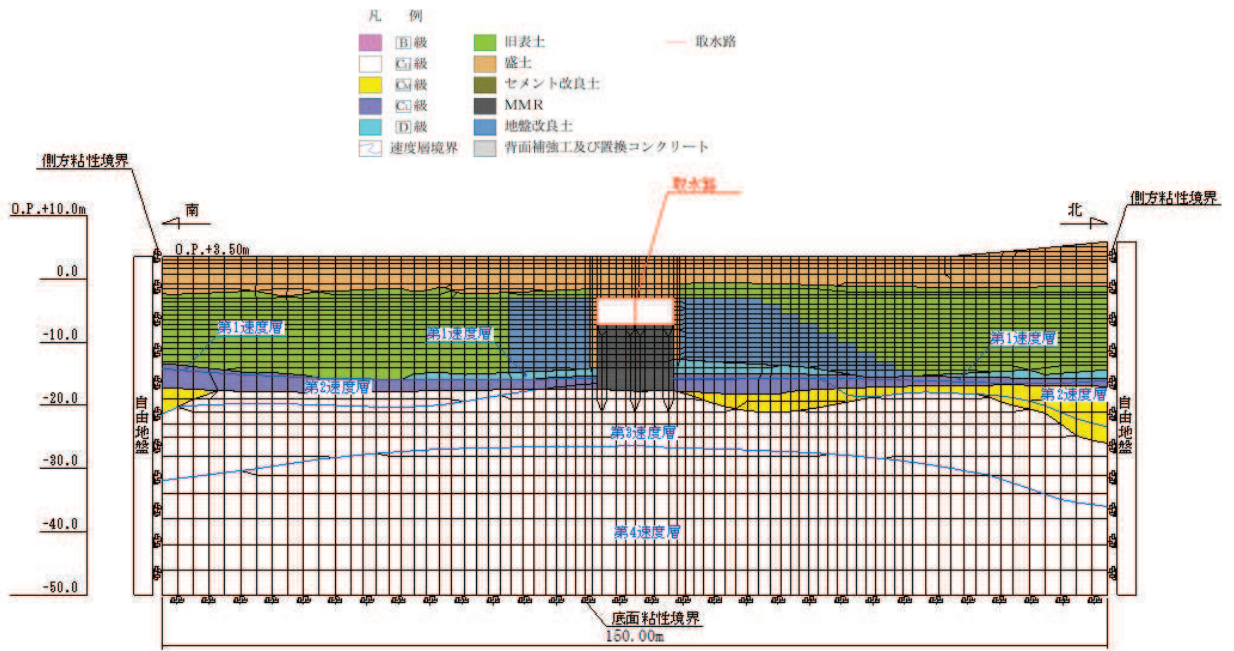 凡 例
B級
CH級
CM級
CL級
D級
速度層境界
旧表土
盛土
セメント改良土
MMR
地盤改良土
背面補強工及び置換コンクリート
取水路
側方粘性境界
取水路
側方粘性境界
O.P.+10.0m
南
北
O.P.+3.50m
0.0
-10.0
-20.0
-30.0
-40.0
-50.0
第1速度層
第1速度層
第1速度層
第2速度層
第2速度層
第3速度層
第4速度層
自由地盤
自由地盤
底面粘性境界
150.00m